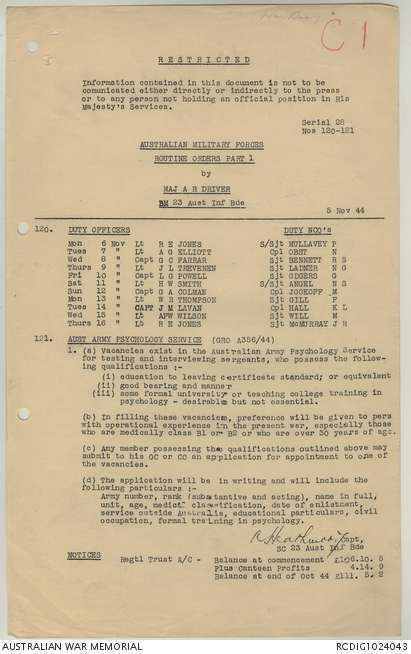 C1
RESTRICTED
Information contained in this document is not to be
comunicated either directly or indirectly to the press
or to any person not holding an official position in His
Majesty's Services.
Serial 28
Nos 120-121
AUSTRALIAN MILITARY FORCES
ROUTINE ORDERS PART 1
by
MAJ A R DRIVER
BM 23 Aust Inf Bde
5 Nov 44
120. DUTY OFFICERS DUTY NCO's
Mon 6 Nov Lt R E JONES S/Sjt MULLAVEY P
Tues 7 " Lt A G ELLIOTT Cpl OBST N
Wed 8 " Capt G C FARRAR Sjt BENNETT R S
Thurs 9 " Lt J L TREVENEN Sjt LADNER N G
Fri 10 " Capt L G POWELL Sjt ODGERS G
Sat 11 " Lt H W SMITH S/Sjt ANGEL N S
Sun 12 " Capt G A COLMAN Cpl JOOKOFF M
Mon 13 " Lt W R THOMPSON Sjt GILL F
Tues 14 " CAPT J M LAVAN Cpl HALL K L
Wed 15 " Lt AFW WILSON Sjt WILL M
Thurs 16 " Lt R E JONES Sjt McMURRAY J R
121. AUST ARMY PSYCHOLOGY SERVICE (GRO A356/44)
1. (a) Vacancies exist in the Australian Army Psychology Service
for testing and interviewing sergeants, who possess the follow-
ing qualifications :-
(i) education to leaving certificate standard; or equivalent
(ii) good bearing and manner
(iii) some formal university or teaching college training in
psychology - desirable but not essential.
(b) In filling these vacancies, preference will be given to pers
with operational experience in the present war, especially those
who are medically class B1 or B2 or who are over 30 years of age.
(c) Any member possessing the qualifications outlined above may
submit to his OC or CO an application for appointment to one of
the vacancies.
(d) The application will be in writing and will include the
following particulars :-
Army number, rank (substantive and acting), name in full,
unit, age, medical classification, date of enlistment,
service outside Australia, educational particulars, civil
occupation, formal training in psychology.
Capt,
SC 23 Aust Inf Bde
NOTICES
Regtl Trust A/C - Balance at commencement £106.10. 5
Plus Canteen Profits 4.14. 9
Balance at end of Oct 44 £111. 5. 2
AUSTRALIAN WAR MEMORIAL RCDIG1024043